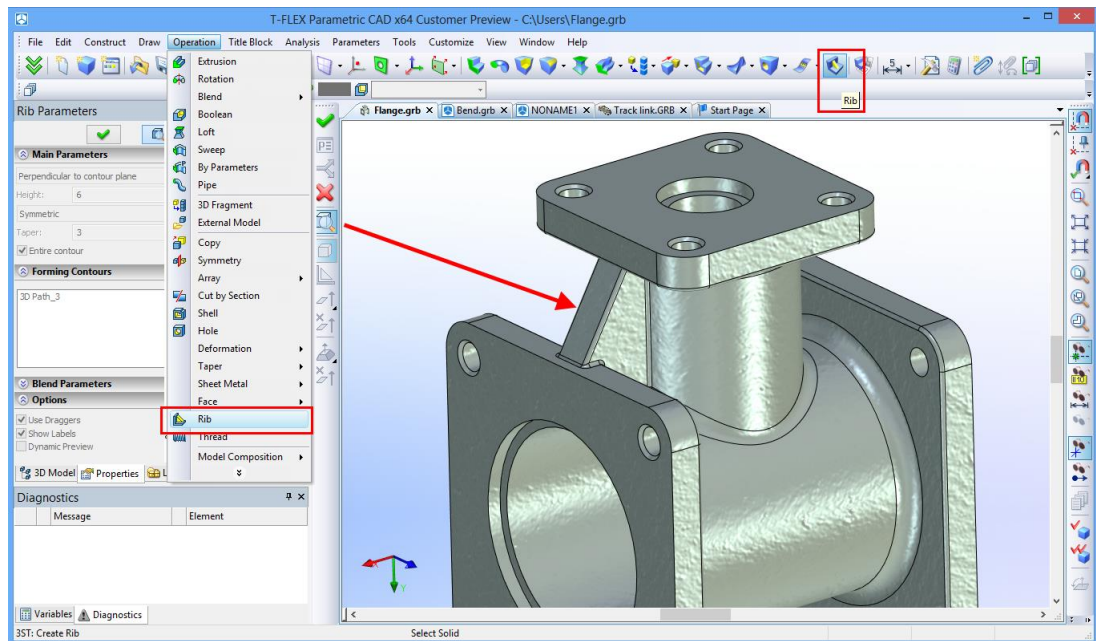 T-FLEX Parametric CAD x64 Customer Preview - C:\Users\Flange.grb
File Edit Construct Draw Operation Title Block Analysis Parameters Tools Customize View Window Help
Extrusion
Rotation
Blend
Boolean
Loft
Sweep
By Parameters
Pipe
3D Fragment
External Model
Copy
Symmetry
Array
Cut by Section
Shell
Hole
Deformation
Taper
Sheet Metal
Face
Rib
Thread
Model Composition
5
Rib
Flange.grb Bend.grb NONAME1 Track link.GRB Start Page
Rib Parameters
Main Parameters
Perpendicular to contour plane
Height: 6
Symmetric
Taper: 3
Entire contour
Forming Contours
3D Path_3
Blend Parameters
Options
Use Draggers
Show Labels
Dynamic Preview
3D Model Properties L
Diagnostics
Message Element
Variables Diagnostics
3ST: Create Rib Select Solid
PE
Y